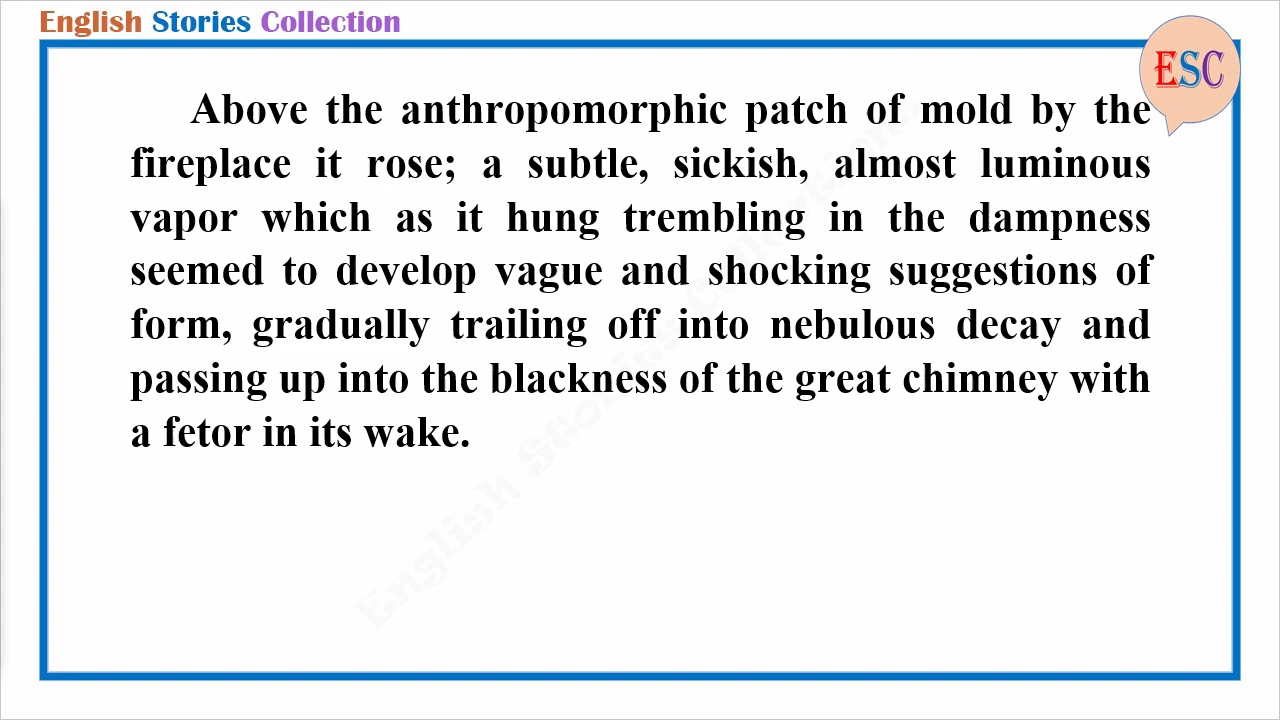 English Stories Collection
ESC
Above the anthropomorphic patch of mold by the
fireplace it rose; a subtle, sickish, almost luminous
vapor which as it hung trembling in the dampness
seemed to develop vague and shocking suggestions of
form, gradually trailing off into nebulous decay and
passing up into the blackness of the great chimney with
a fetor in its wake.
English Stories Collection